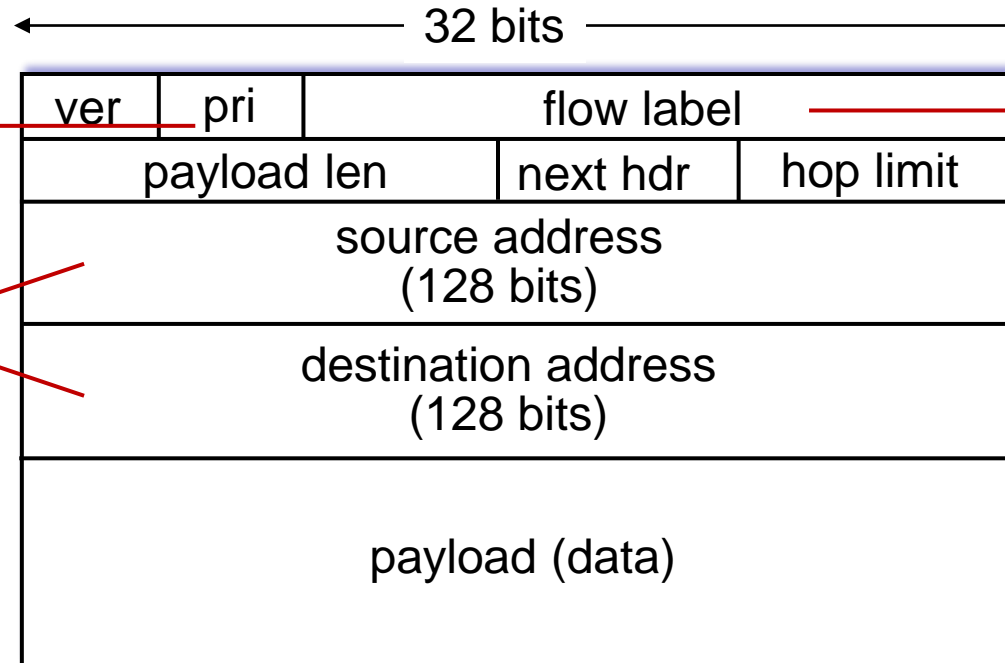 32 bits
ver pri flow label
payload len next hdr hop limit
source address
(128 bits)
destination address
(128 bits)
payload (data)